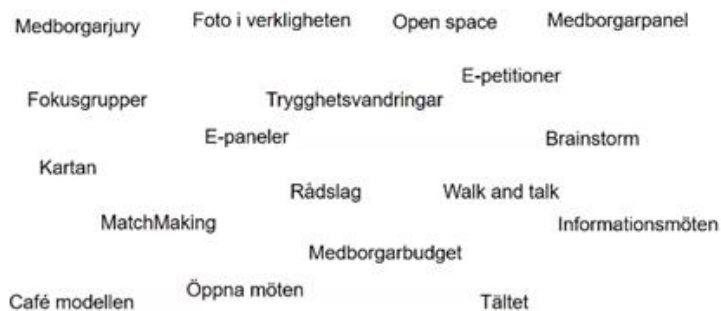 Medborgarjury
Foto i verkligheten
Open space
Medborgarpanel
E-petitioner
Fokusgrupper
Trygghetsvandringar
E-paneler
Brainstorm
Kartan
Rådslag
Walk and talk
MatchMaking
Informationsmöten
Medborgarbudget
Öppna möten
Café modellen
Tältet